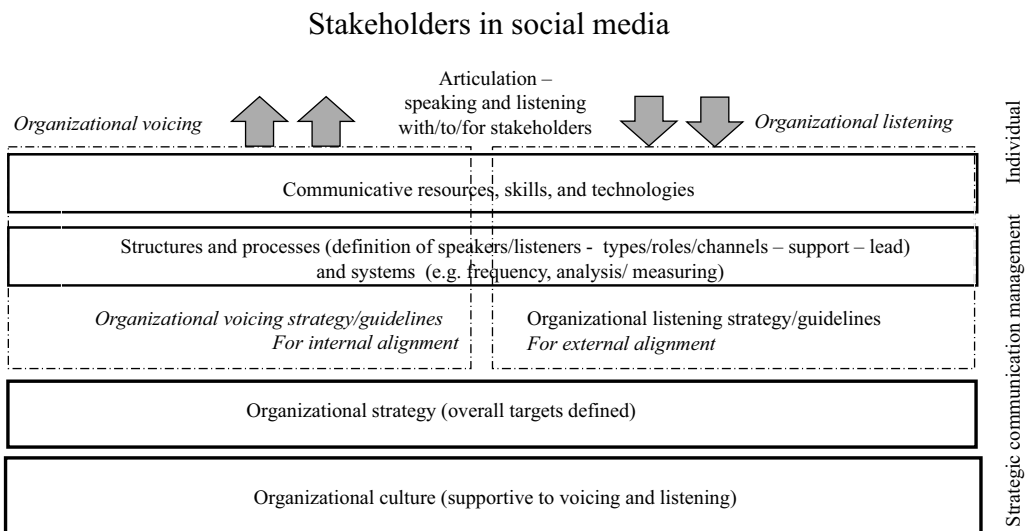 Stakeholders in social media
Articulation –
speaking and listening
with/to/for stakeholders
Organizational voicing
Organizational listening
Individual
Communicative resources, skills, and technologies
Structures and processes (definition of speakers/listeners - types/roles/channels – support – lead)
and systems (e.g. frequency, analysis/ measuring)
Organizational voicing strategy/guidelines
For internal alignment
Organizational listening strategy/guidelines
For external alignment
Organizational strategy (overall targets defined)
Organizational culture (supportive to voicing and listening)
Strategic communication management